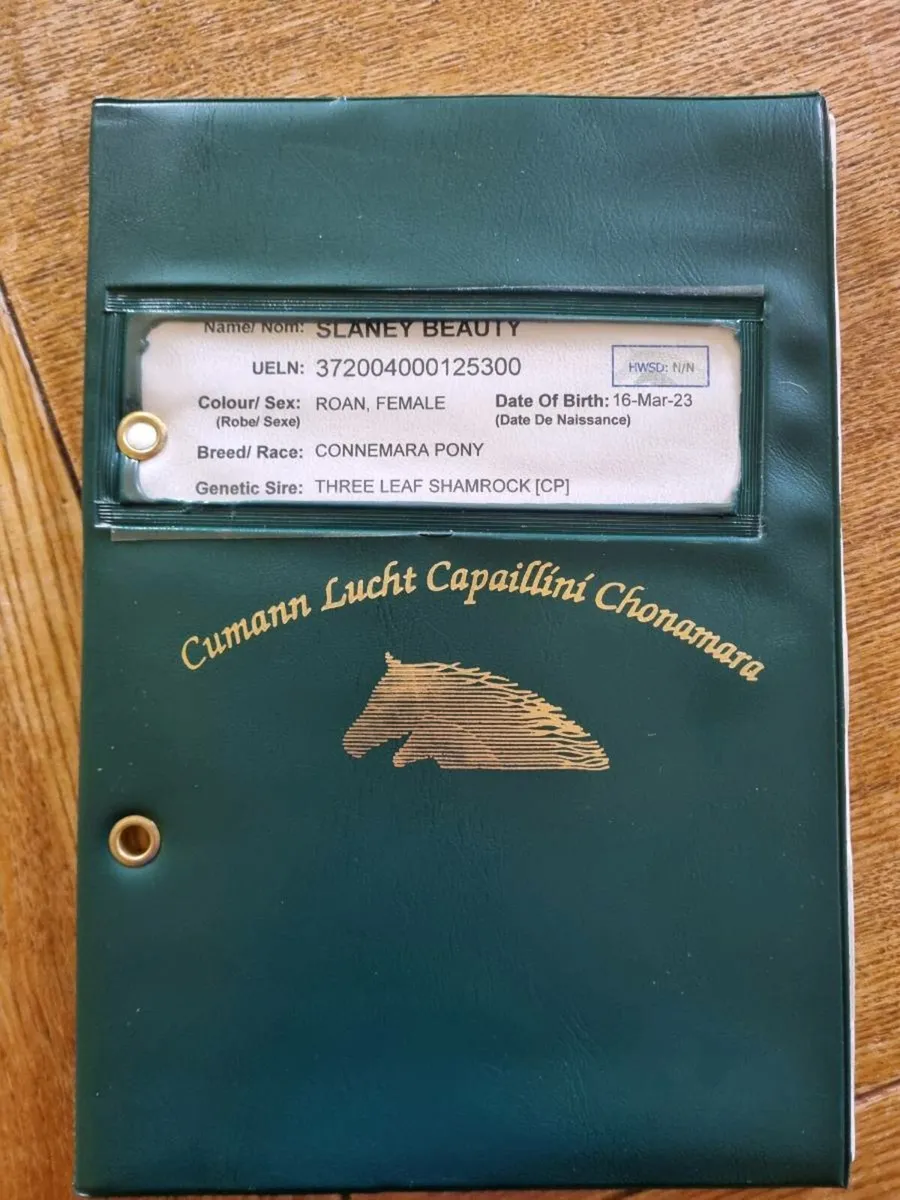 Name/ Nom: SLANEY BEAUTY
UELN: 372004000125300
HWSD: N/N
Colour/ Sex: ROAN, FEMALE Date Of Birth: 16-Mar-23
(Robe/ Sexe) (Date De Naissance)
Breed/ Race: CONNEMARA PONY
Genetic Sire: THREE LEAF SHAMROCK [CP]
Cumann Lucht Capaillíní Chonamara